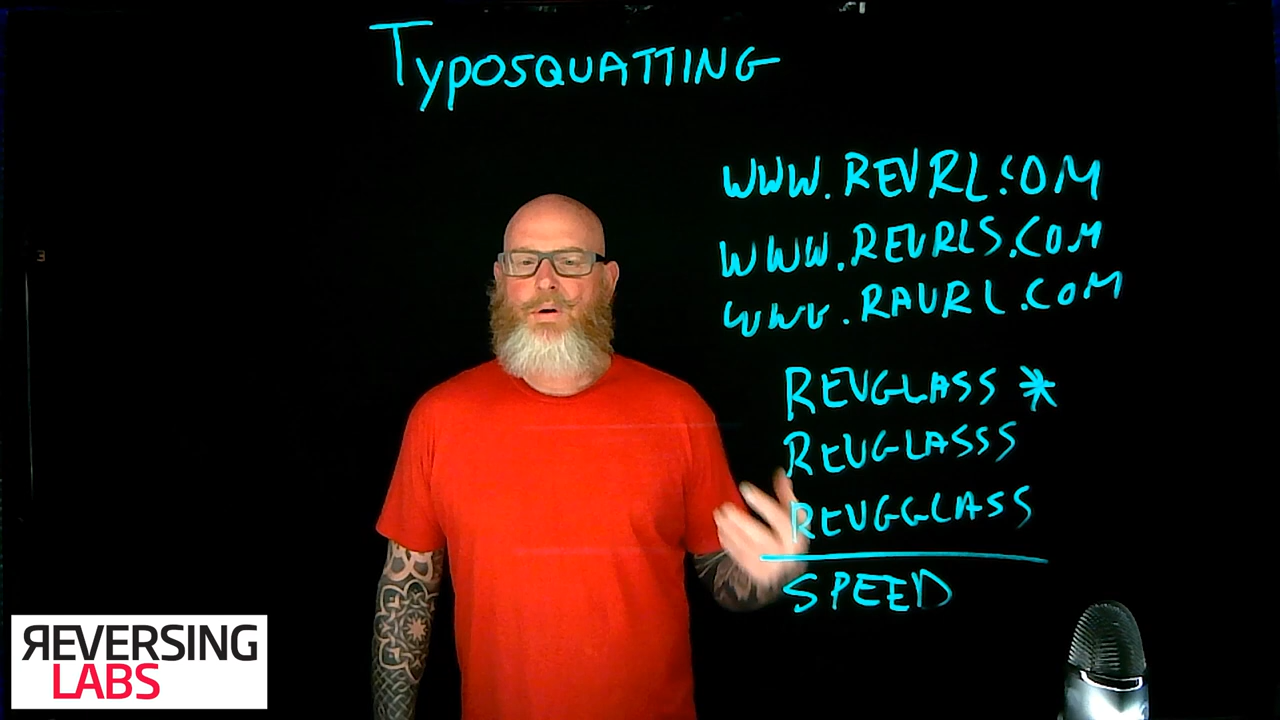 TYPOSQUATTING
WWW.REVRL.COM
WWW.REVRLS.COM
WWW.RAVRL.COM
REVGLASS *
REVGLASSS
REVGGLASS
SPEED
REVERSING
LABS